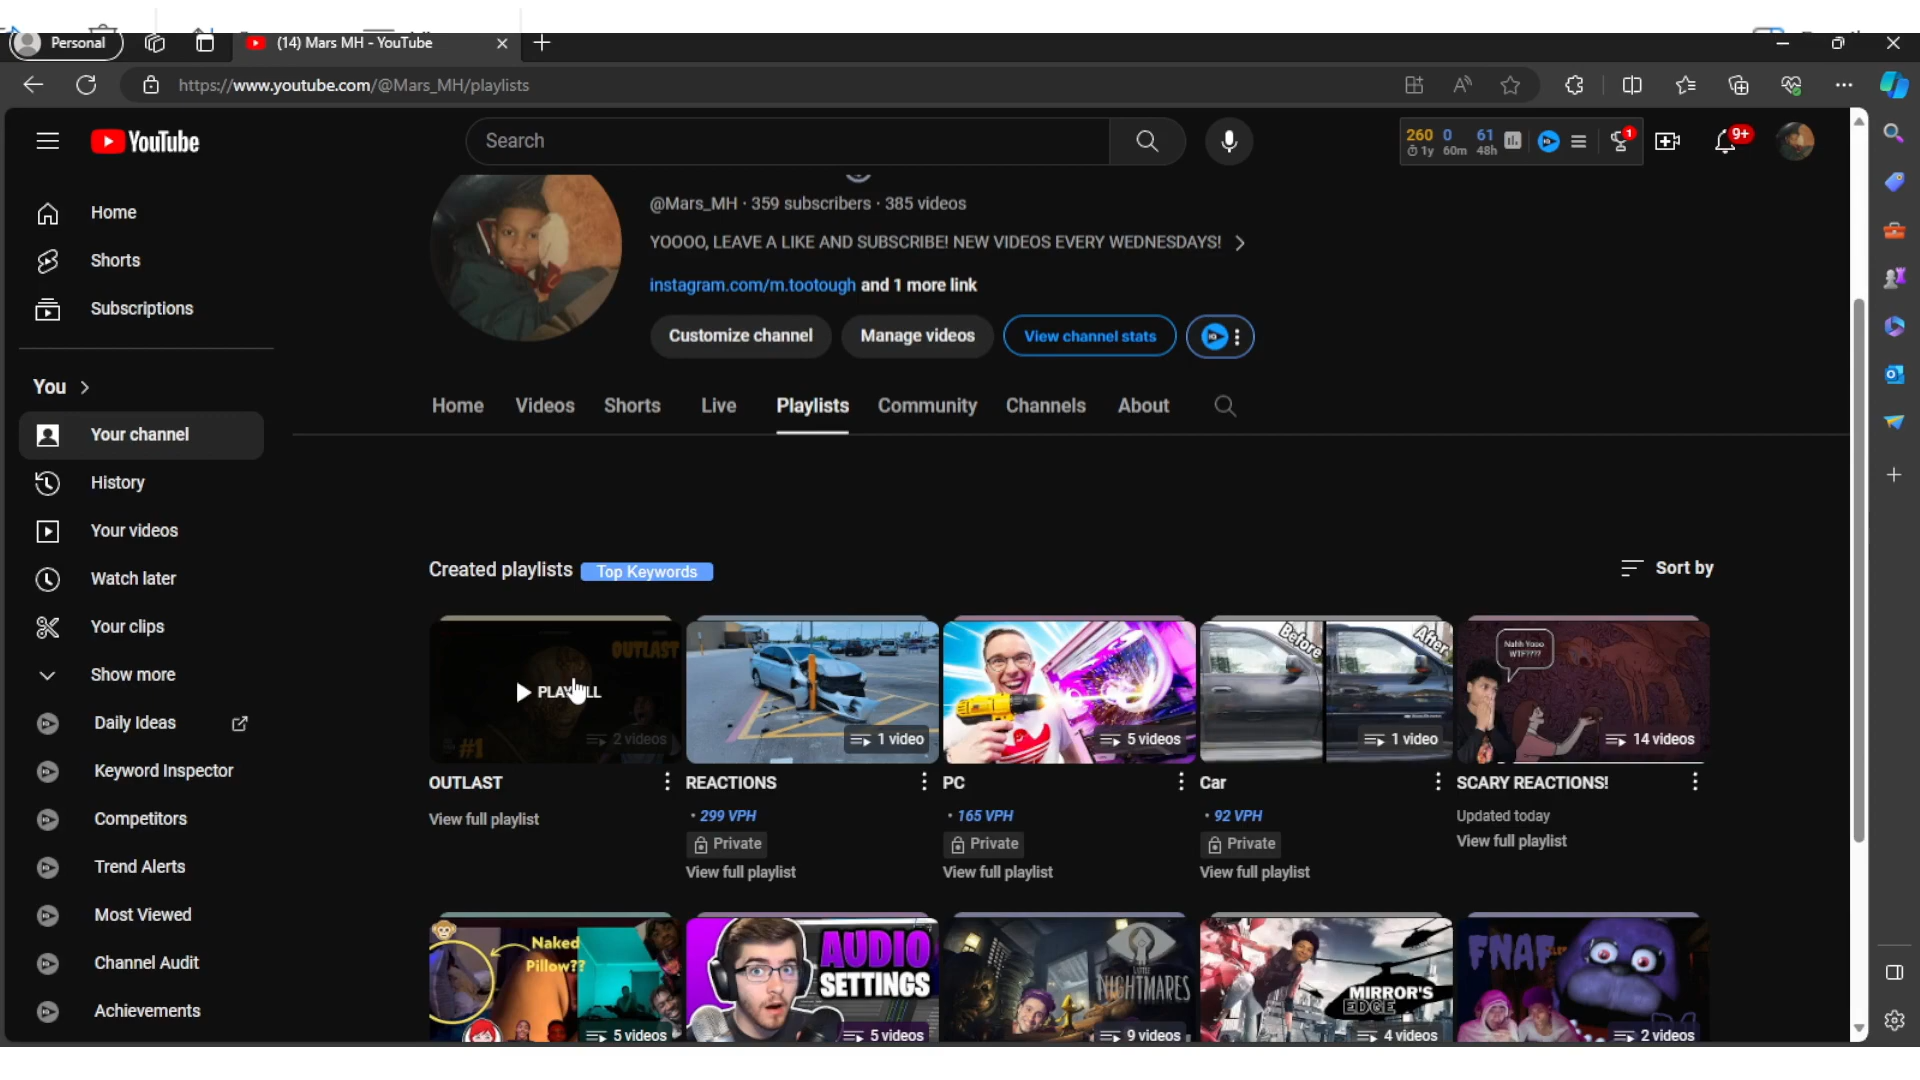 Personal
(14) Mars MH - YouTube
https://www.youtube.com/@Mars_MH/playlists
YouTube
Search
260 0 61
1y 60m 48h
1
9+
@Mars_MH · 359 subscribers · 385 videos
YOOOO, LEAVE A LIKE AND SUBSCRIBE! NEW VIDEOS EVERY WEDNESDAYS!
instagram.com/m.tootough and 1 more link
Customize channel
Manage videos
View channel stats
Home
Shorts
Subscriptions
You
Your channel
History
Your videos
Watch later
Your clips
Show more
Daily Ideas
Keyword Inspector
Competitors
Trend Alerts
Most Viewed
Channel Audit
Achievements
Home Videos Shorts Live Playlists Community Channels About
Created playlists Top Keywords
Sort by
OUTLAST
#1
2 videos
1 video
5 videos
Before
After
1 video
Nahh Yooo
WTF????
14 videos
OUTLAST
View full playlist
REACTIONS
• 299 VPH
Private
View full playlist
PC
• 165 VPH
Private
View full playlist
Car
• 92 VPH
Private
View full playlist
SCARY REACTIONS!
Updated today
View full playlist
Naked
Pillow??
5 videos
AUDIO
SETTINGS
5 videos
NIGHTMARES
9 videos
MIRROR'S
EDGE
4 videos
FNAF
2 videos